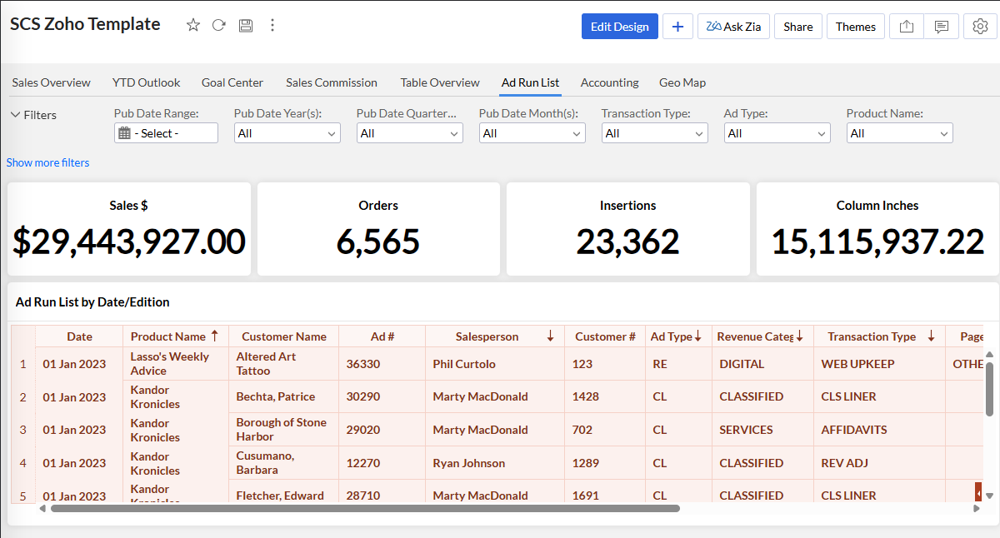 SCS Zoho Template
Edit Design
+
Ask Zia
Share
Themes
Sales Overview YTD Outlook Goal Center Sales Commission Table Overview Ad Run List Accounting Geo Map
Filters
Pub Date Range: Pub Date Year(s): Pub Date Quarter... Pub Date Month(s): Transaction Type: Ad Type: Product Name:
- Select - All All All All All All
Show more filters
Sales $ Orders Insertions Column Inches
$29,443,927.00 6,565 23,362 15,115,937.22
Ad Run List by Date/Edition
Date Product Name Customer Name Ad # Salesperson Customer # Ad Type Revenue Categ Transaction Type Page
1 01 Jan 2023 Lasso's Weekly Advice Altered Art Tattoo 36330 Phil Curtolo 123 RE DIGITAL WEB UPKEEP OTHE
2 01 Jan 2023 Kandor Kronicles Bechta, Patrice 30290 Marty MacDonald 1428 CL CLASSIFIED CLS LINER
3 01 Jan 2023 Kandor Kronicles Borough of Stone Harbor 29020 Marty MacDonald 702 CL SERVICES AFFIDAVITS
4 01 Jan 2023 Kandor Kronicles Cusumano, Barbara 12270 Ryan Johnson 1289 CL CLASSIFIED REV ADJ
5 01 Jan 2023 Kandor Kronicles Fletcher, Edward 28710 Marty MacDonald 1691 CL CLASSIFIED CLS LINER